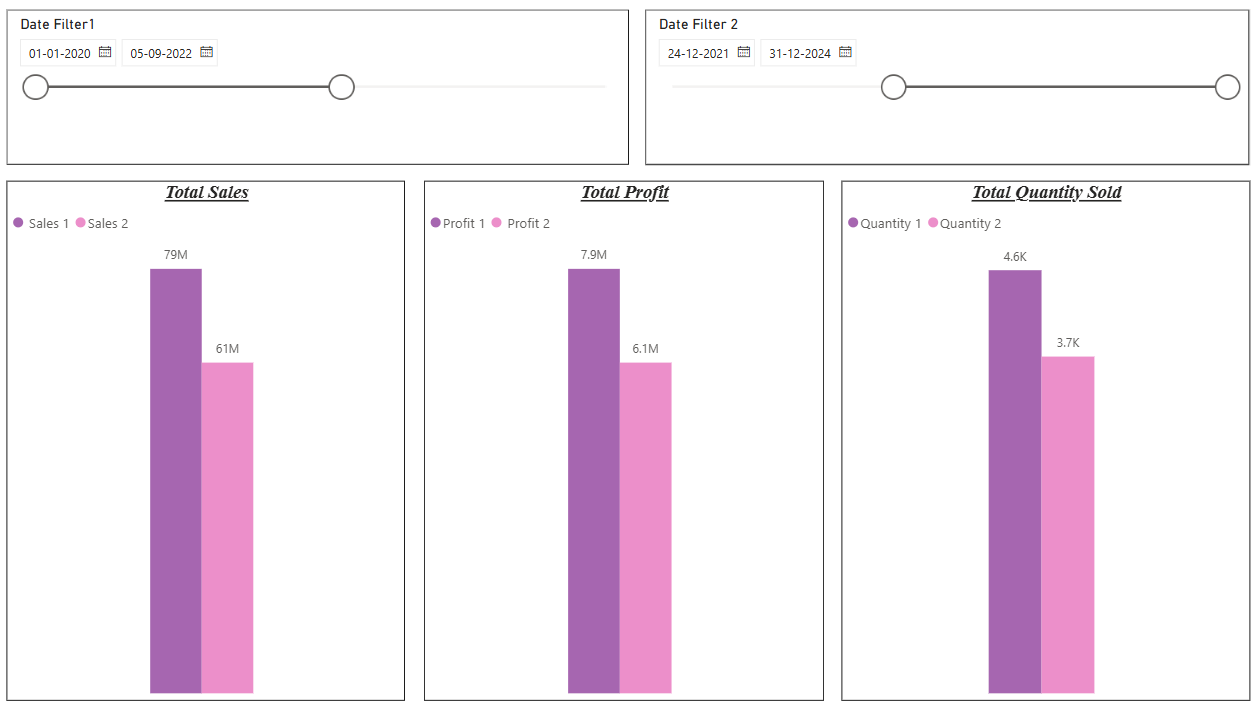 Date Filter1
01-01-2020 05-09-2022
Date Filter 2
24-12-2021 31-12-2024
Total Sales
Sales 1 Sales 2
79M
61M
Total Profit
Profit 1 Profit 2
7.9M
6.1M
Total Quantity Sold
Quantity 1 Quantity 2
4.6K
3.7K